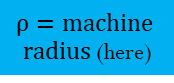 ρ = machine
radius (here)